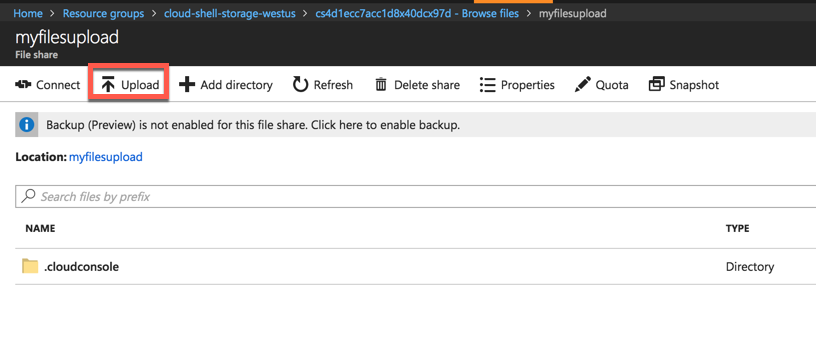 Home > Resource groups > cloud-shell-storage-westus > cs4d1ecc7acc1d8x40dcx97d - Browse files > myfilesupload
myfilesupload
File share
Connect Upload Add directory Refresh Delete share Properties Quota Snapshot
Backup (Preview) is not enabled for this file share. Click here to enable backup.
Location: myfilesupload
Search files by prefix
NAME TYPE
.cloudconsole Directory